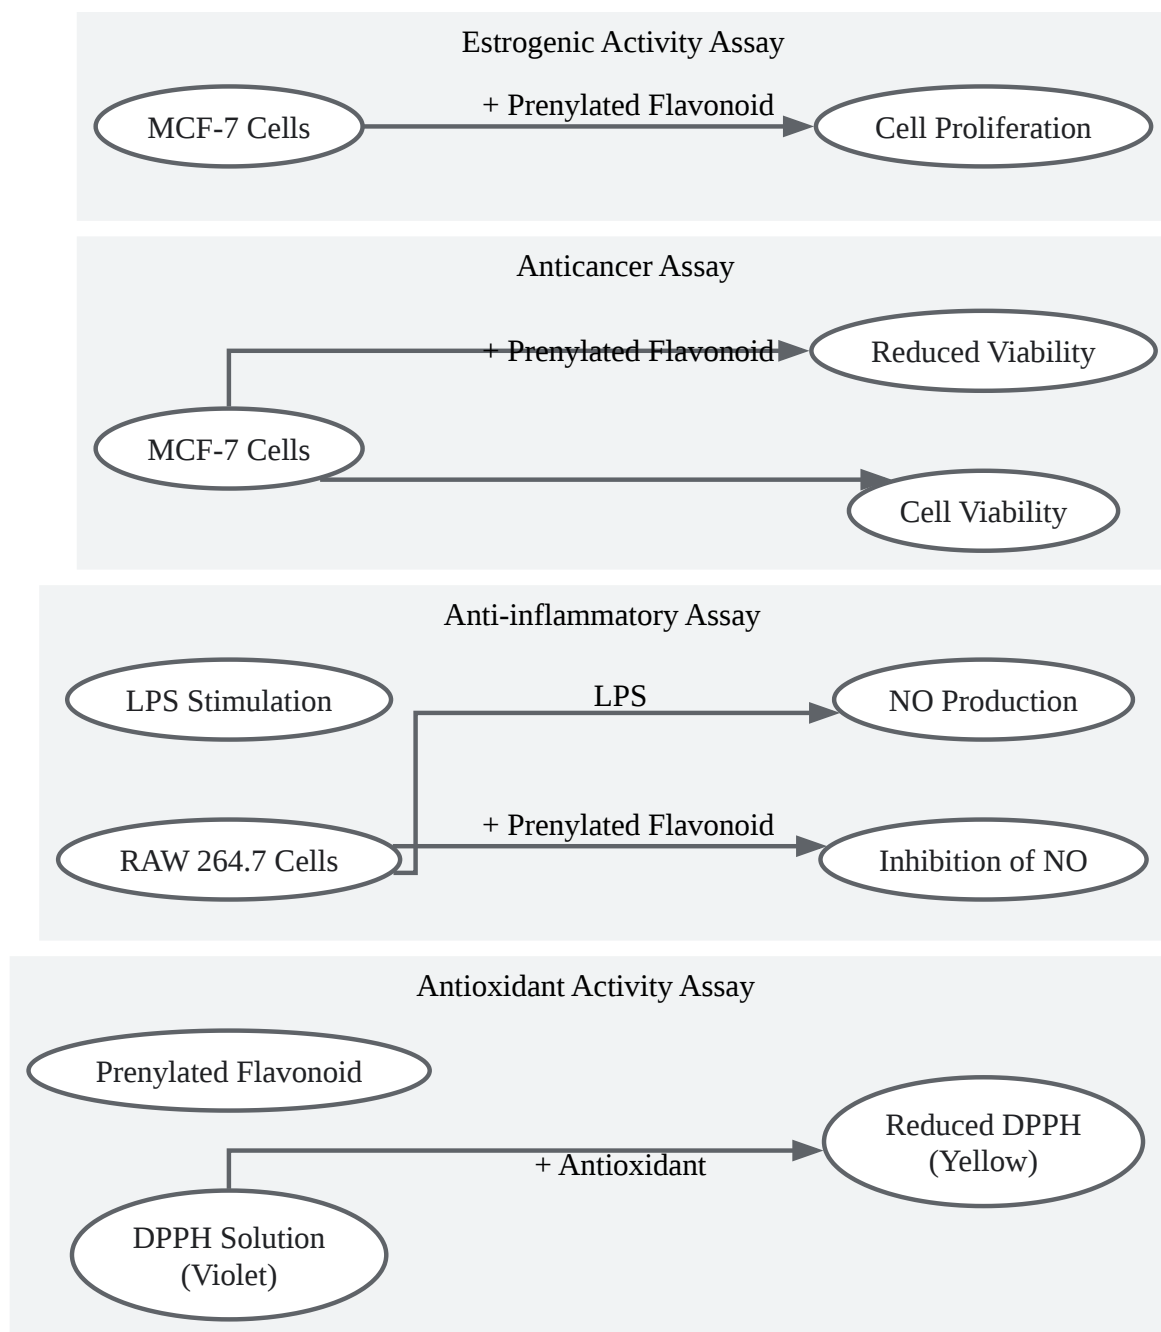 Estrogenic Activity Assay
MCF-7 Cells
+ Prenylated Flavonoid
Cell Proliferation
Anticancer Assay
+ Prenylated Flavonoid
Reduced Viability
MCF-7 Cells
Cell Viability
Anti-inflammatory Assay
LPS Stimulation
LPS
NO Production
RAW 264.7 Cells
+ Prenylated Flavonoid
Inhibition of NO
Antioxidant Activity Assay
Prenylated Flavonoid
+ Antioxidant
Reduced DPPH
(Yellow)
DPPH Solution
(Violet)